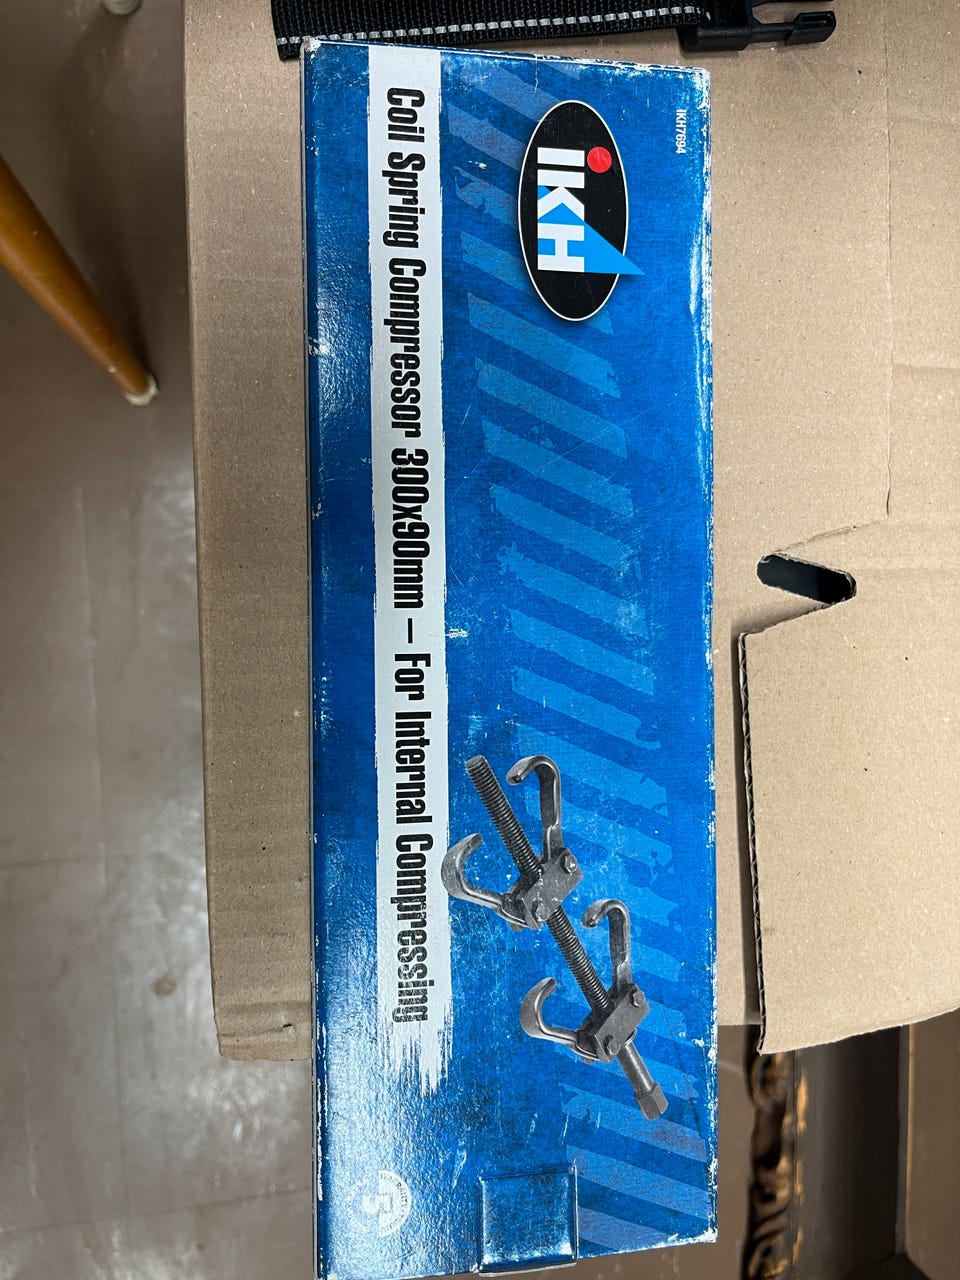 IKH7694
iKH
Coil Spring Compressor 300x90mm – For Internal Compressing